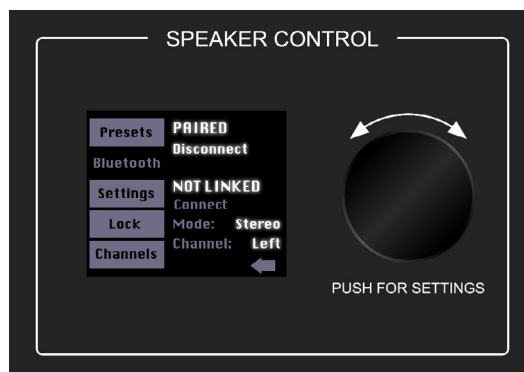 SPEAKER CONTROL
Presets
Bluetooth
Settings
Lock
Channels
PAIRED
Disconnect
NOT LINKED
Connect
Mode: Stereo
Channel: Left
PUSH FOR SETTINGS